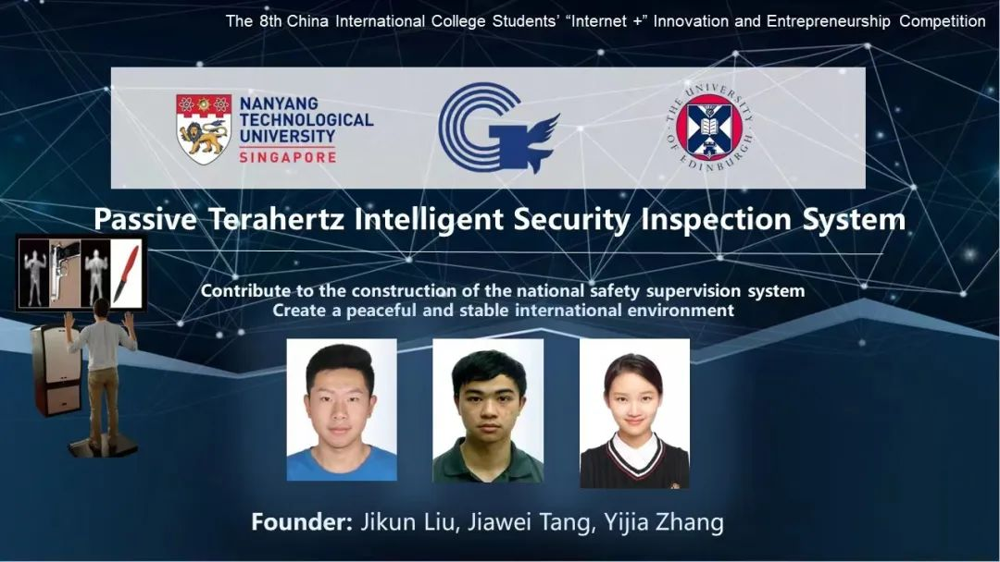 The 8th China International College Students’ “Internet +” Innovation and Entrepreneurship Competition
NANYANG
TECHNOLOGICAL
UNIVERSITY
SINGAPORE
THE UNIVERSITY
OF EDINBURGH
Passive Terahertz Intelligent Security Inspection System
Contribute to the construction of the national safety supervision system
Create a peaceful and stable international environment
Founder: Jikun Liu, Jiawei Tang, Yijia Zhang